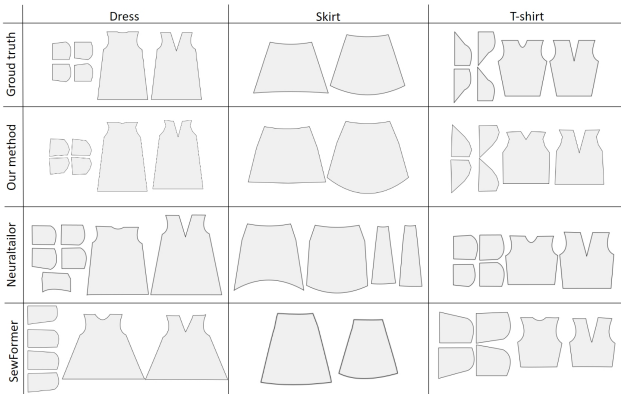 Dress Skirt T-shirt
Groud truth
Our method
Neuraltailor
SewFormer